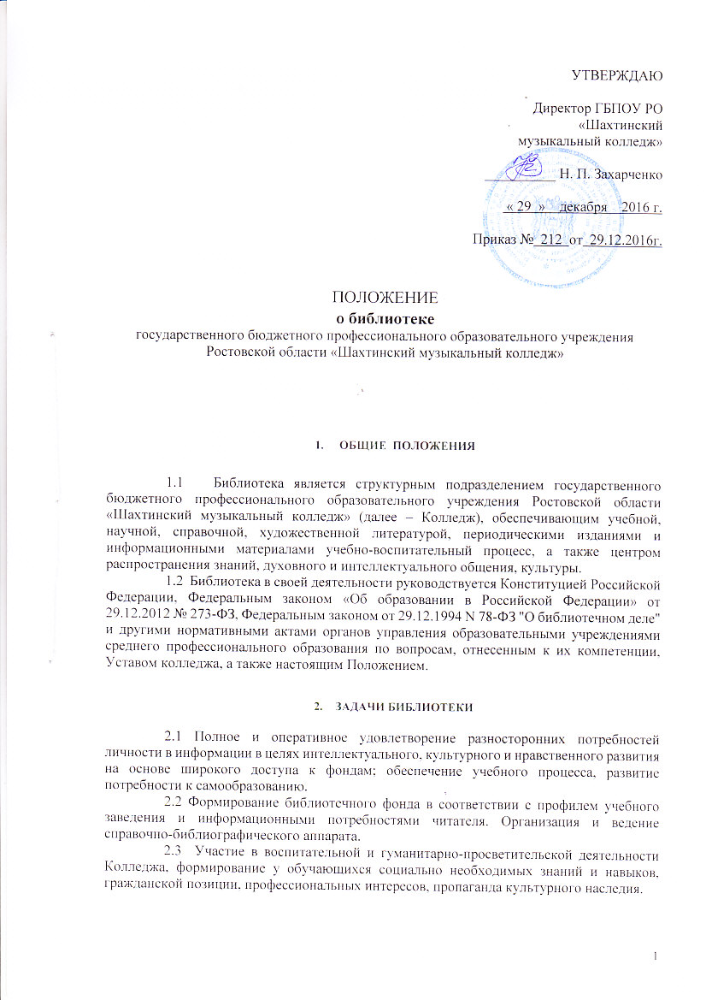 УТВЕРЖДАЮ
Директор ГБПОУ РО
«Шахтинский
музыкальный колледж»
__________ Н. П. Захарченко
« 29 » декабря 2016 г.
Приказ № 212 от 29.12.2016г.
ПОЛОЖЕНИЕ
о библиотеке
государственного бюджетного профессионального образовательного учреждения
Ростовской области «Шахтинский музыкальный колледж»
1. ОБЩИЕ ПОЛОЖЕНИЯ
1.1 Библиотека является структурным подразделением государственного
бюджетного профессионального образовательного учреждения Ростовской области
«Шахтинский музыкальный колледж» (далее – Колледж), обеспечивающим учебной,
научной, справочной, художественной литературой, периодическими изданиями и
информационными материалами учебно-воспитательный процесс, а также центром
распространения знаний, духовного и интеллектуального общения, культуры.
1.2 Библиотека в своей деятельности руководствуется Конституцией Российской
Федерации, Федеральным законом «Об образовании в Российской Федерации» от
29.12.2012 № 273-ФЗ, Федеральным законом от 29.12.1994 N 78-ФЗ "О библиотечном деле"
и другими нормативными актами органов управления образовательными учреждениями
среднего профессионального образования по вопросам, отнесенным к их компетенции,
Уставом колледжа, а также настоящим Положением.
2. ЗАДАЧИ БИБЛИОТЕКИ
2.1 Полное и оперативное удовлетворение разносторонних потребностей
личности в информации в целях интеллектуального, культурного и нравственного развития
на основе широкого доступа к фондам; обеспечение учебного процесса, развитие
потребности к самообразованию.
2.2 Формирование библиотечного фонда в соответствии с профилем учебного
заведения и информационными потребностями читателя. Организация и ведение
справочно-библиографического аппарата.
2.3 Участие в воспитательной и гуманитарно-просветительской деятельности
Колледжа, формирование у обучающихся социально необходимых знаний и навыков,
гражданской позиции, профессиональных интересов, пропаганда культурного наследия.
1